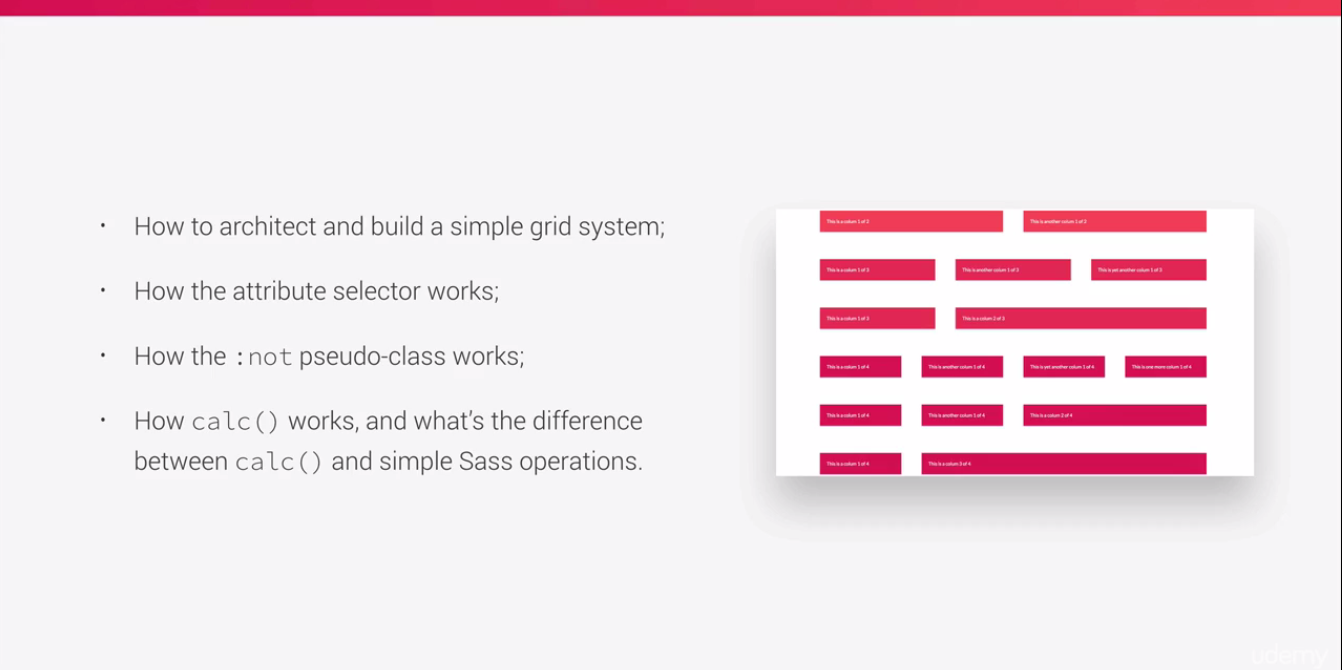 How to architect and build a simple grid system;
How the attribute selector works;
How the :not pseudo-class works;
How calc() works, and what's the difference
between calc() and simple Sass operations.
This is a colum 1 of 2
This is another colum 1 of 2
This is a colum 1 of 3
This is another colum 1 of 3
This is yet another colum 1 of 3
This is a colum 1 of 3
This is a colum 2 of 3
This is a colum 1 of 4
This is another colum 1 of 4
This is yet another colum 1 of 4
This is one more colum 1 of 4
This is a colum 1 of 4
This is another colum 1 of 4
This is a colum 2 of 4
This is a colum 1 of 4
This is a colum 3 of 4
udemy